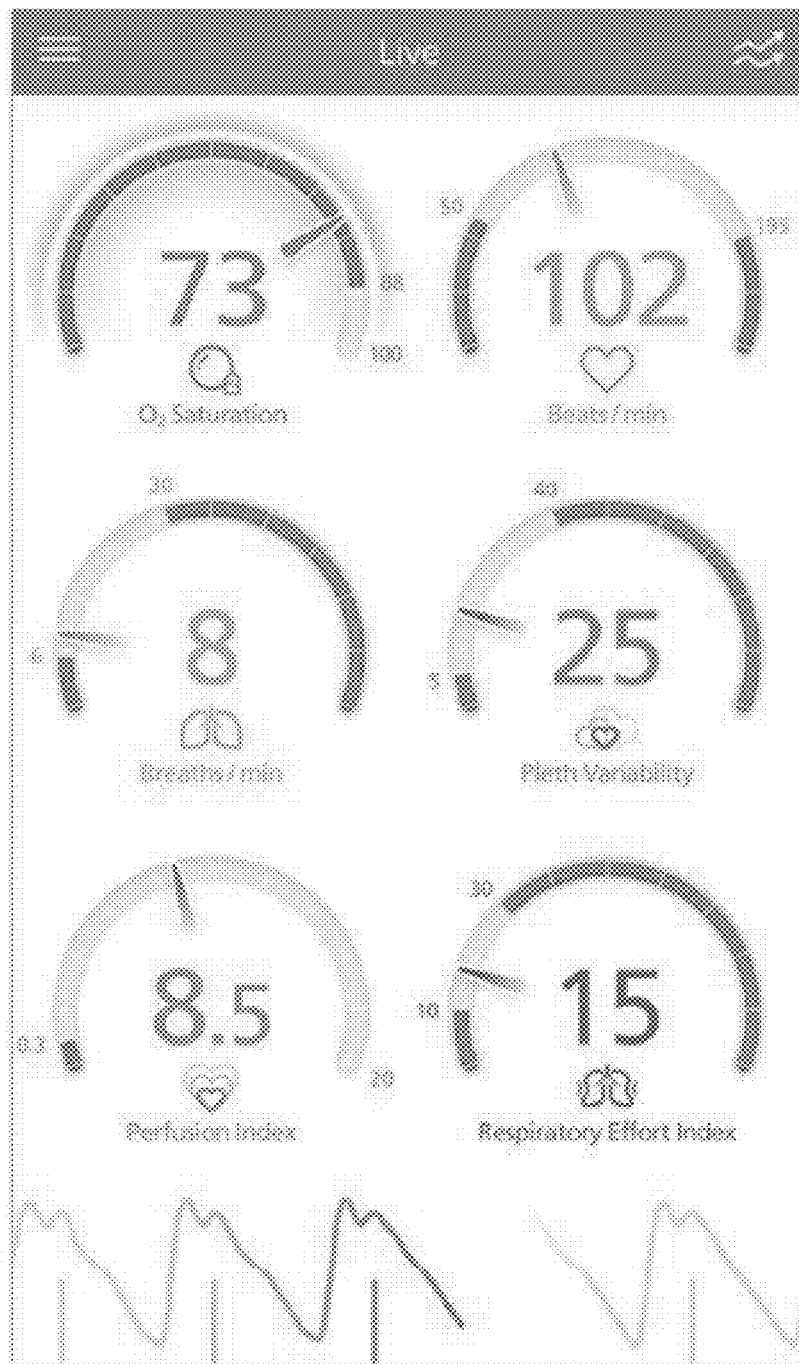 Live
50
195
73
102
88
100
O₂ Saturation
Beats / min
30
40
8
25
6
5
Breaths / min
Pleth Variability
30
8.5
15
10
0.3
20
Perfusion Index
Respiratory Effort Index